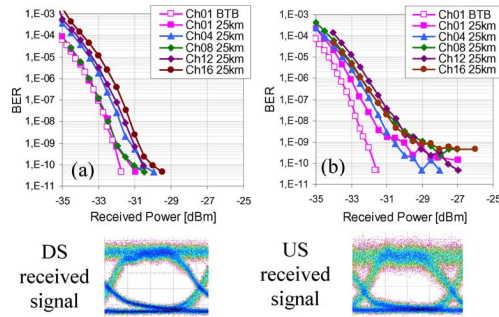 1,E-03
1,E-04
1,E-05
1,E-06
1,E-07
1,E-08
1,E-09
1,E-10
1,E-11
BER
Ch01 BTB
Ch01 25km
Ch04 25km
Ch08 25km
Ch12 25km
Ch16 25km
(a)
-35 -33 -31 -29 -27 -25
Received Power [dBm]
1,E-03
1,E-04
1,E-05
1,E-06
1,E-07
1,E-08
1,E-09
1,E-10
1,E-11
BER
Ch01 BTB
Ch01 25km
Ch04 25km
Ch08 25km
Ch12 25km
Ch16 25km
(b)
-35 -33 -31 -29 -27 -25
Received Power [dBm]
DS
received
signal
US
received
signal